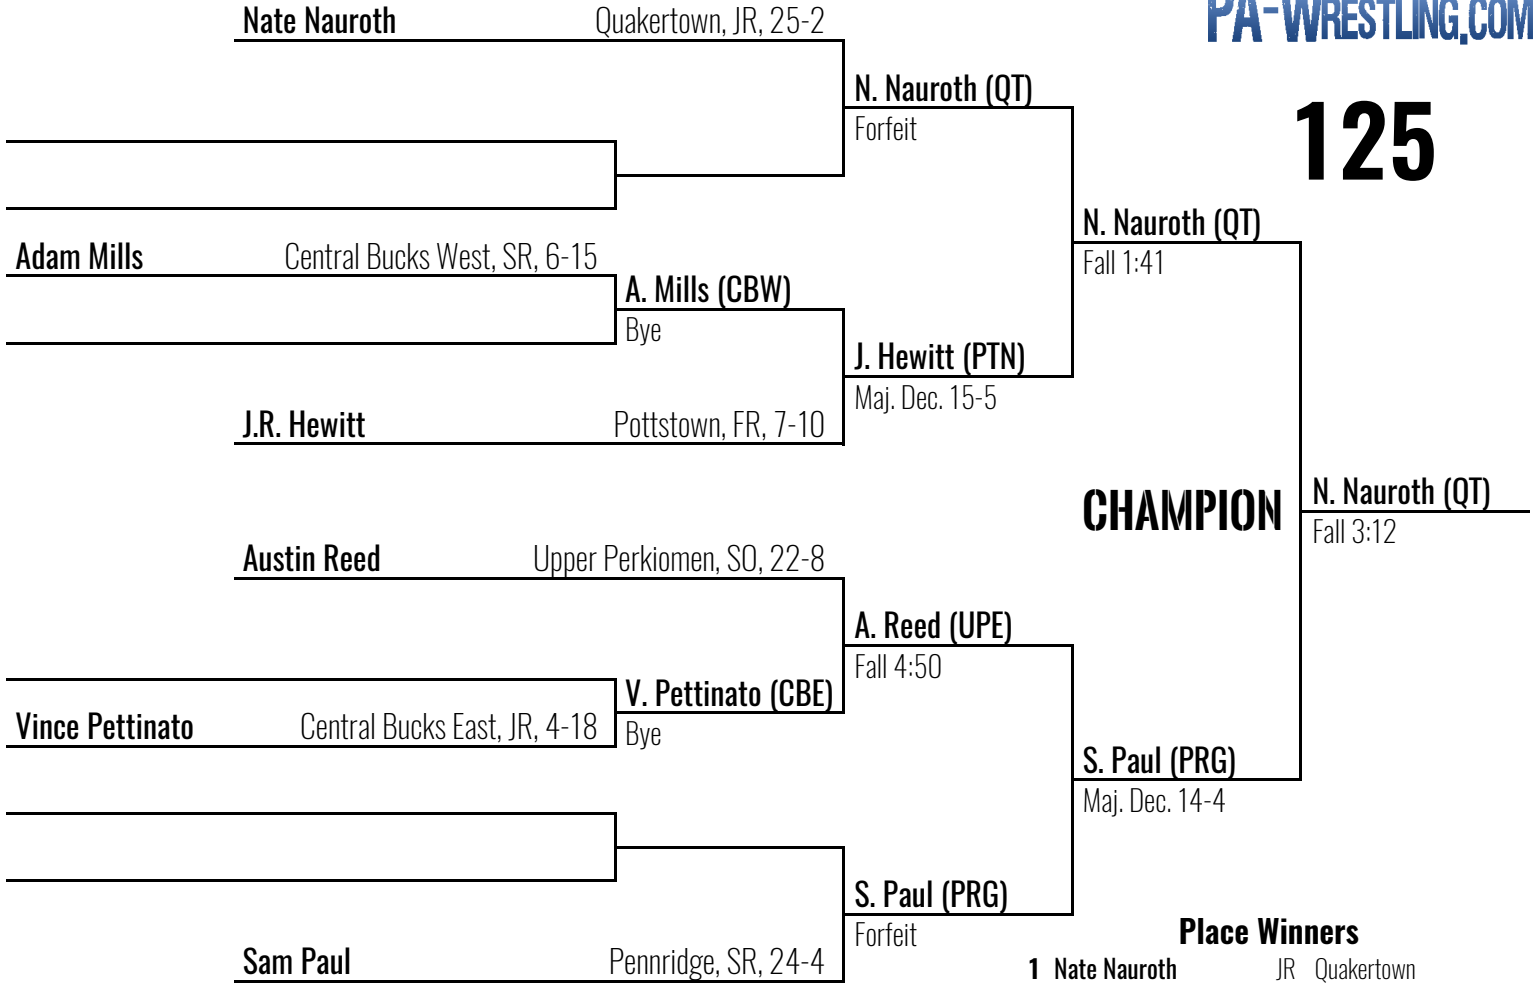 PA-WRESTLING.COM
125
Nate Nauroth Quakertown, JR, 25-2
N. Nauroth (QT)
Forfeit
N. Nauroth (QT)
Fall 1:41
Adam Mills Central Bucks West, SR, 6-15
A. Mills (CBW)
Bye
J. Hewitt (PTN)
Maj. Dec. 15-5
J.R. Hewitt Pottstown, FR, 7-10
CHAMPION
N. Nauroth (QT)
Fall 3:12
Austin Reed Upper Perkiomen, SO, 22-8
A. Reed (UPE)
Fall 4:50
V. Pettinato (CBE)
Bye
Vince Pettinato Central Bucks East, JR, 4-18
S. Paul (PRG)
Maj. Dec. 14-4
S. Paul (PRG)
Forfeit
Sam Paul Pennridge, SR, 24-4
Place Winners
1 Nate Nauroth JR Quakertown